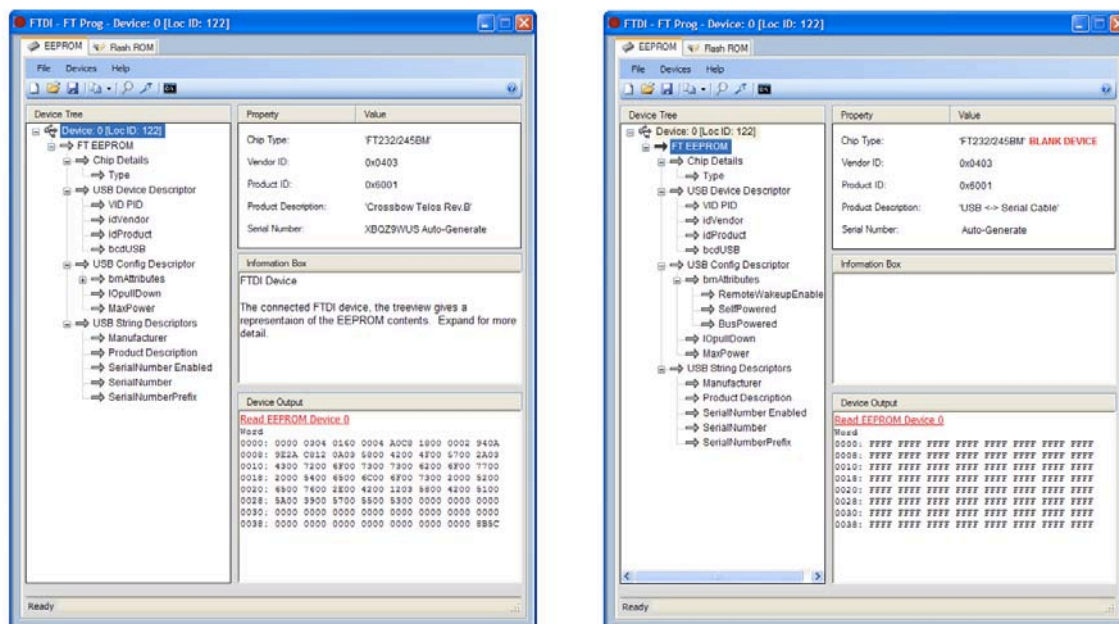 FTDI - FT Prog - Device: 0 [Loc ID: 122]
EEPROM Flash ROM
File Devices Help
Device Tree
Device: 0 [Loc ID: 122]
FT EEPROM
Chip Details
Type
USB Device Descriptor
VID PID
idVendor
idProduct
bcdUSB
USB Config Descriptor
bmAttributes
IOpullDown
MaxPower
USB String Descriptors
Manufacturer
Product Description
SerialNumber Enabled
SerialNumber
SerialNumberPrefix
Property Value
Chip Type: 'FT232/245BM'
Vendor ID: 0x0403
Product ID: 0x6001
Product Description: 'Crossbow Telos Rev.B'
Serial Number: XBQZ9WUS Auto-Generate
Information Box
FTDI Device
The connected FTDI device, the treeview gives a
representaion of the EEPROM contents. Expand for more
detail.
Device Output
Read EEPROM Device 0
Word
0000: 0000 0304 0160 0004 A0C8 1800 0002 940A
0008: 9E2A C812 0A03 5800 4200 4F00 5700 2A03
0010: 4300 7200 6F00 7300 7300 6200 6F00 7700
0018: 2000 5400 6500 6C00 6F00 7300 2000 5200
0020: 6500 7600 2E00 4200 1203 5800 4200 5100
0028: 5A00 3900 5700 5500 5300 0000 0000 0000
0030: 0000 0000 0000 0000 0000 0000 0000 0000
0038: 0000 0000 0000 0000 0000 0000 0000
Ready
FTDI - FT Prog - Device: 0 [Loc ID: 122]
EEPROM Flash ROM
File Devices Help
Device Tree
Device: 0 [Loc ID: 122]
FT EEPROM
Chip Details
Type
USB Device Descriptor
VID PID
idVendor
idProduct
bcdUSB
USB Config Descriptor
bmAttributes
RemoteWakeupEnable
SelfPowered
BusPowered
IOpullDown
MaxPower
USB String Descriptors
Manufacturer
Product Description
SerialNumber Enabled
SerialNumber
SerialNumberPrefix
Property Value
Chip Type: 'FT232/245BM' BLANK DEVICE
Vendor ID: 0x0403
Product ID: 0x6001
Product Description: 'USB <-> Serial Cable'
Serial Number: Auto-Generate
Information Box
Device Output
Read EEPROM Device 0
Word
0000: FFFF FFFF FFFF FFFF FFFF FFFF FFFF FFFF
0008: FFFF FFFF FFFF FFFF FFFF FFFF FFFF FFFF
0010: FFFF FFFF FFFF FFFF FFFF FFFF FFFF FFFF
0018: FFFF FFFF FFFF FFFF FFFF FFFF FFFF FFFF
0020: FFFF FFFF FFFF FFFF FFFF FFFF FFFF FFFF
0028: FFFF FFFF FFFF FFFF FFFF FFFF FFFF FFFF
0030: FFFF FFFF FFFF FFFF FFFF FFFF FFFF FFFF
0038: FFFF FFFF FFFF FFFF FFFF FFFF FFFF FFFF
Ready